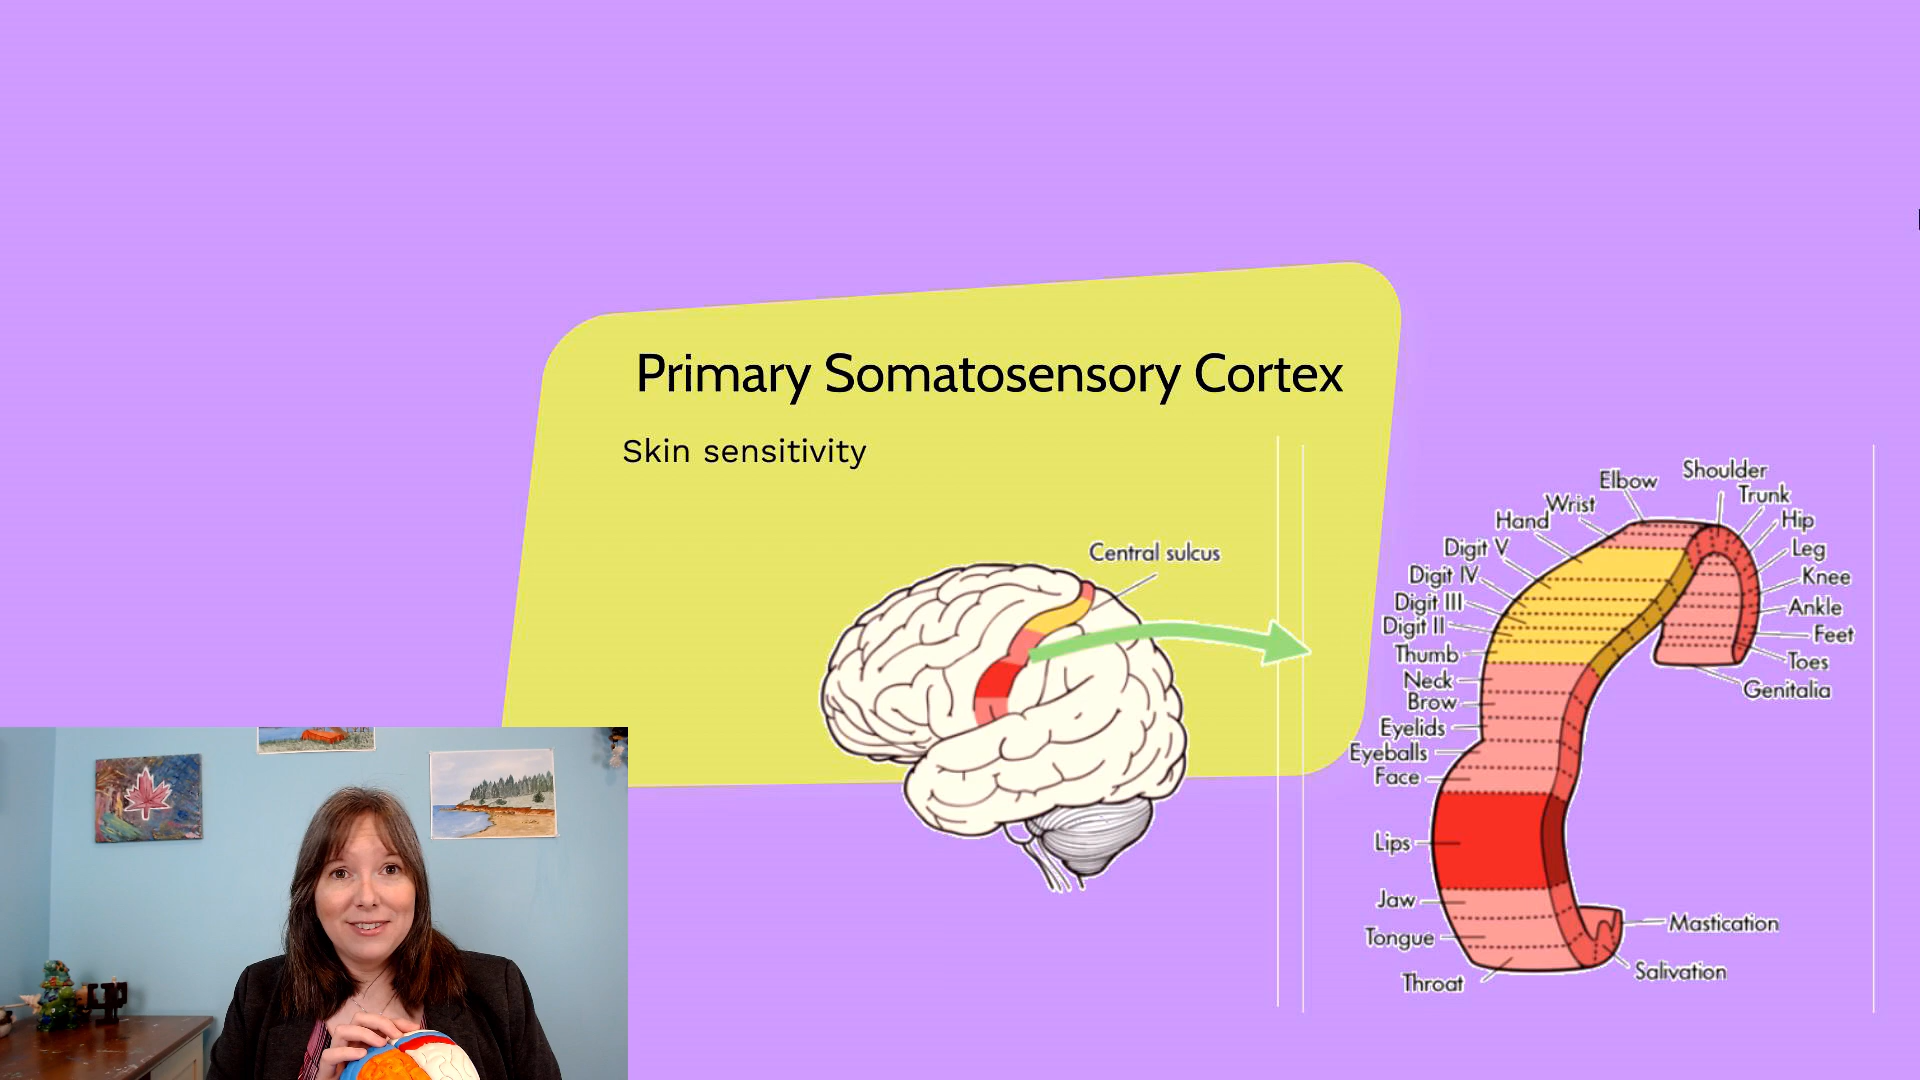 Primary Somatosensory Cortex
Skin sensitivity
Central sulcus
Shoulder
Elbow
Trunk
Wrist
Hand
Hip
Digit V
Leg
Digit IV
Knee
Digit III
Ankle
Digit II
Feet
Thumb
Toes
Neck
Genitalia
Brow
Eyelids
Eyeballs
Face
Lips
Jaw
Mastication
Tongue
Salivation
Throat